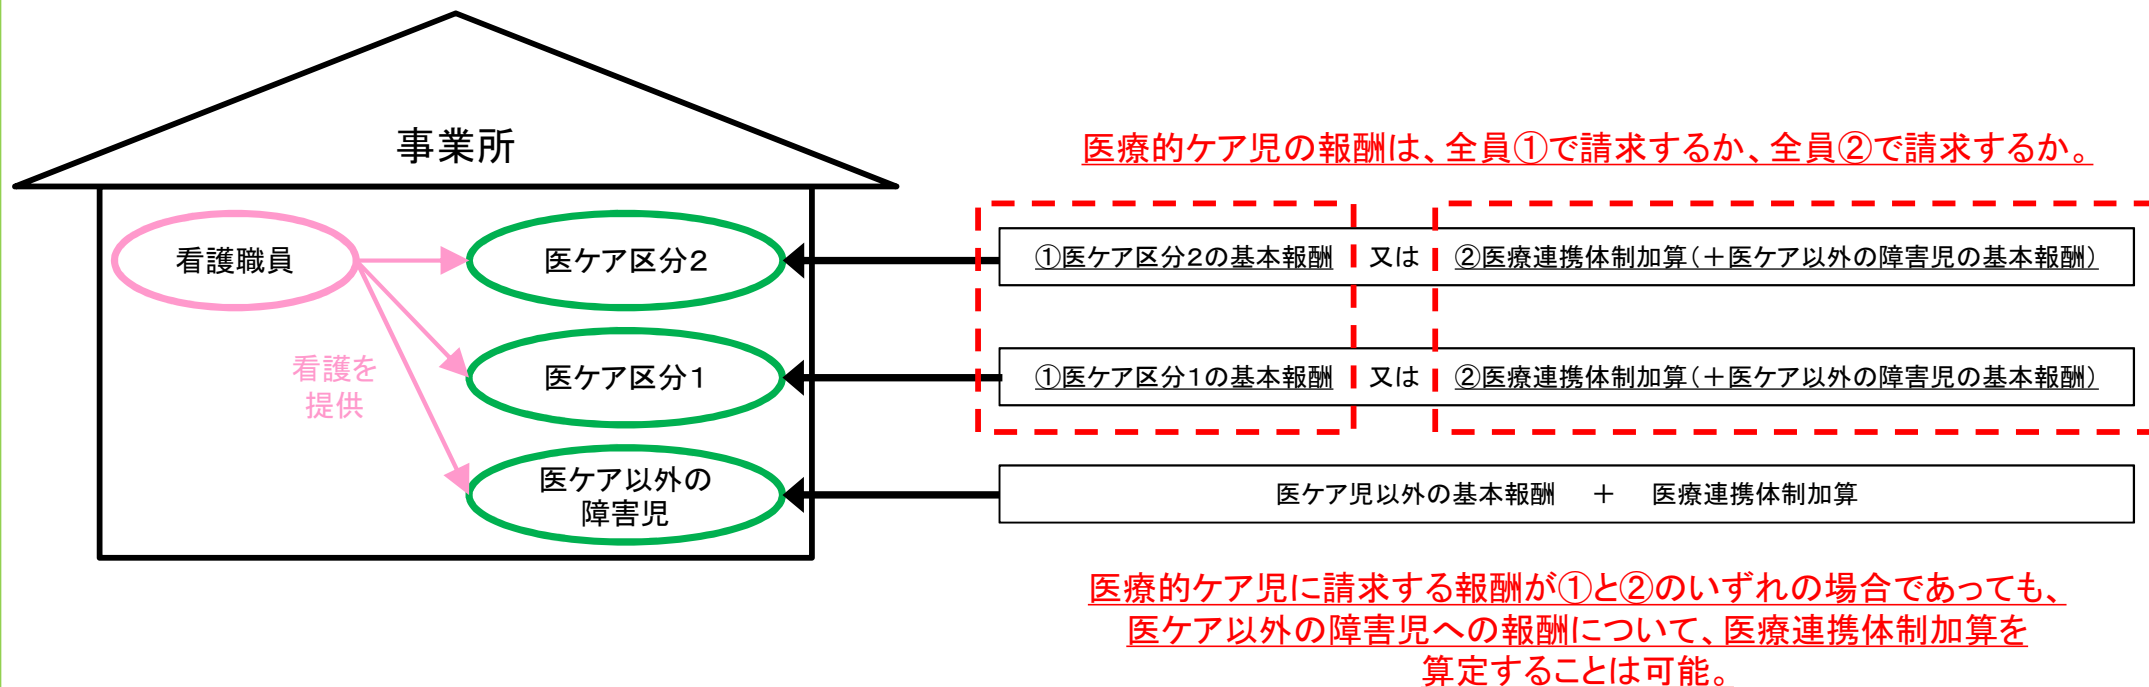 事業所
医療的ケア児の報酬は、全員①で請求するか、全員②で請求するか。
看護職員
医ケア区分２
①医ケア区分２の基本報酬 又は ②医療連携体制加算（＋医ケア以外の障害児の基本報酬）
看護を
提供
医ケア区分１
①医ケア区分１の基本報酬 又は ②医療連携体制加算（＋医ケア以外の障害児の基本報酬）
医ケア以外の
障害児
医ケア児以外の基本報酬　＋　医療連携体制加算
医療的ケア児に請求する報酬が①と②のいずれの場合であっても、
医ケア以外の障害児への報酬について、医療連携体制加算を
算定することは可能。